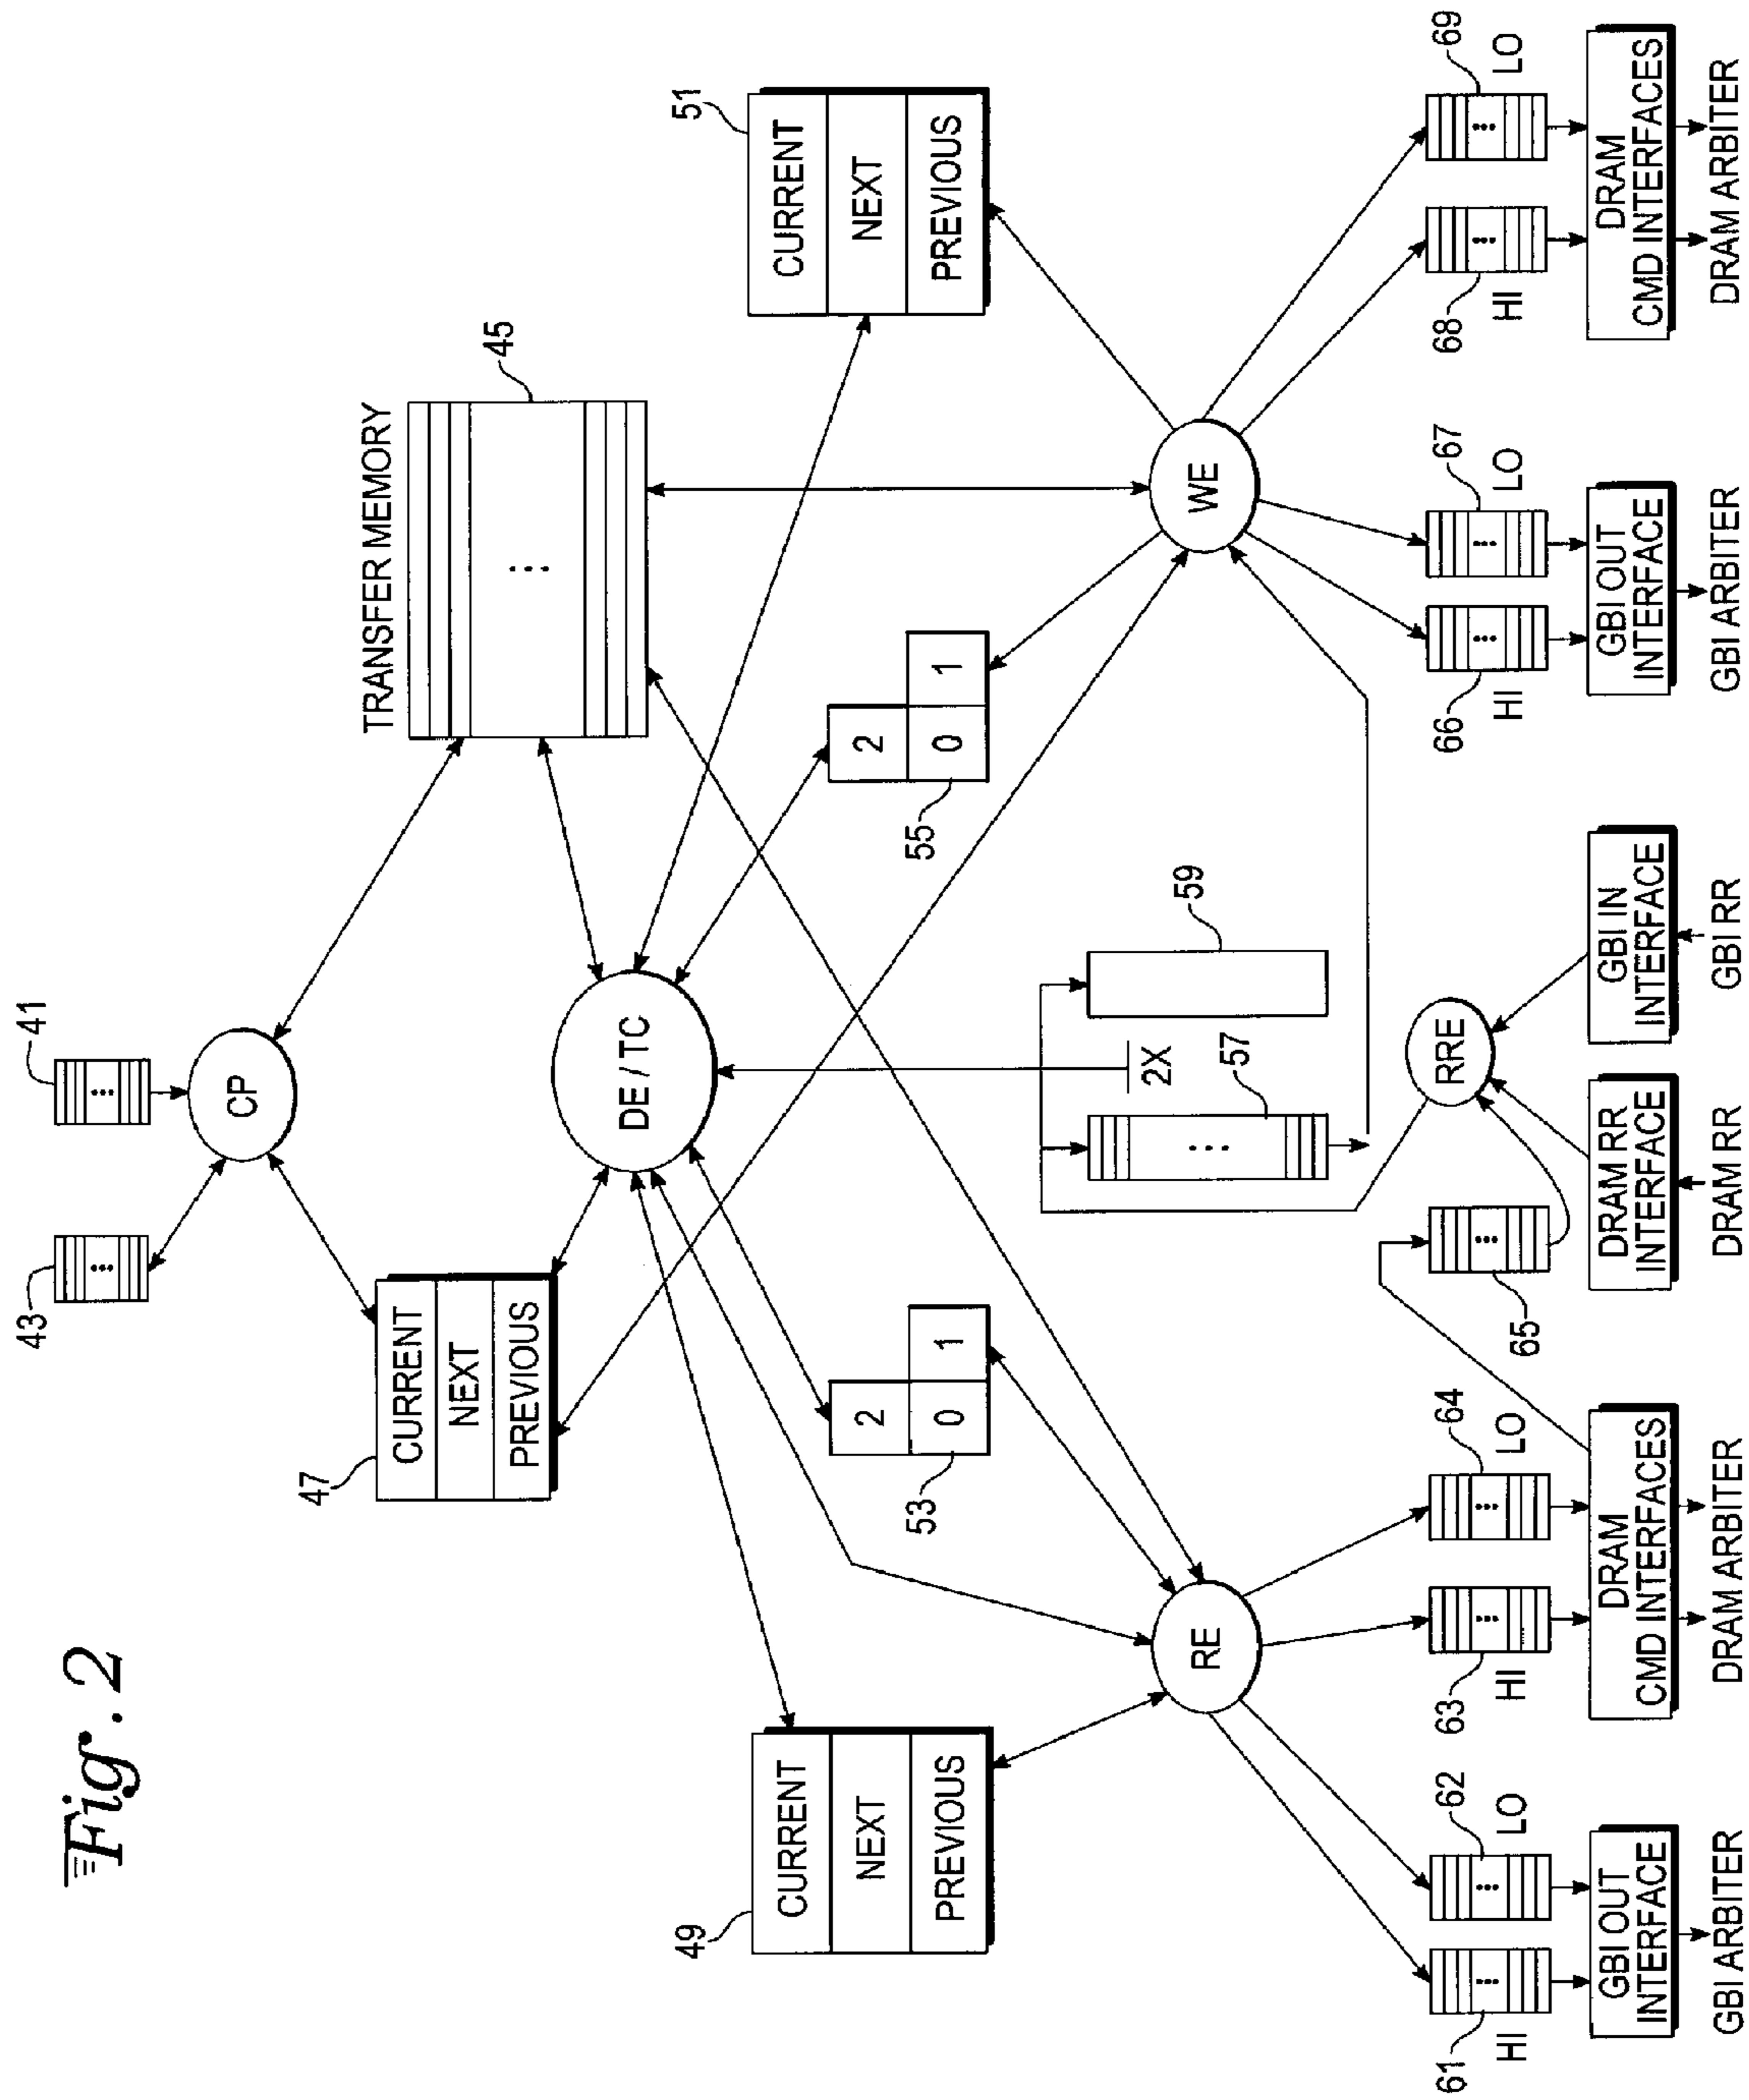 Fig. 2
43
41
CP
47
CURRENT
NEXT
PREVIOUS
TRANSFER MEMORY
45
DE / TC
49
CURRENT
NEXT
PREVIOUS
51
CURRENT
NEXT
PREVIOUS
53
2
0
1
55
2
0
1
2X
57
59
RE
WE
RRE
61
HI
62
LO
63
HI
64
LO
65
66
HI
67
LO
68
HI
69
LO
GBI OUT
INTERFACE
DRAM
CMD INTERFACES
DRAM RR
INTERFACE
GBI IN
INTERFACE
GBI OUT
INTERFACE
DRAM
CMD INTERFACES
GBI ARBITER
DRAM ARBITER
DRAM RR
GBI RR
GBI ARBITER
DRAM ARBITER